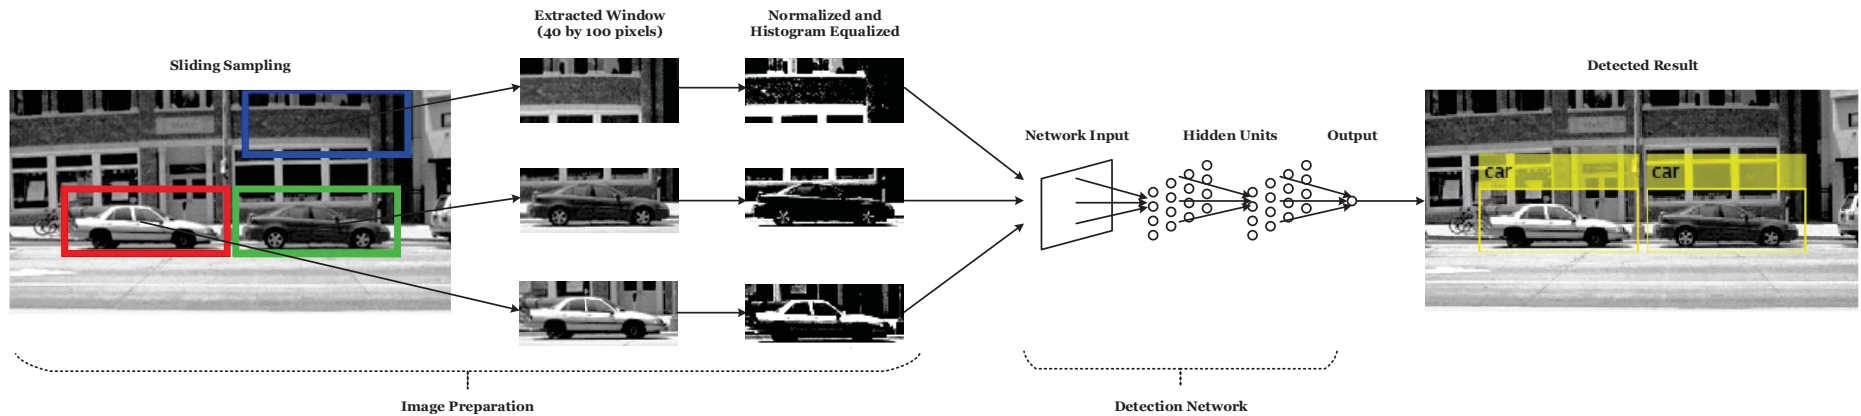 Extracted Window
(40 by 100 pixels)
Normalized and
Histogram Equalized
Sliding Sampling
Detected Result
Network Input
Hidden Units
Output
car
car
Image Preparation
Detection Network